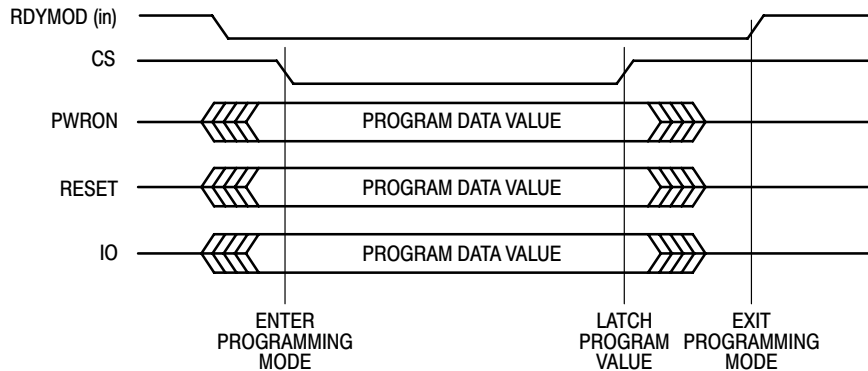 RDYMOD (in)
CS
PWRON
PROGRAM DATA VALUE
RESET
PROGRAM DATA VALUE
IO
PROGRAM DATA VALUE
ENTER
PROGRAMMING
MODE
LATCH
PROGRAM
VALUE
EXIT
PROGRAMMING
MODE